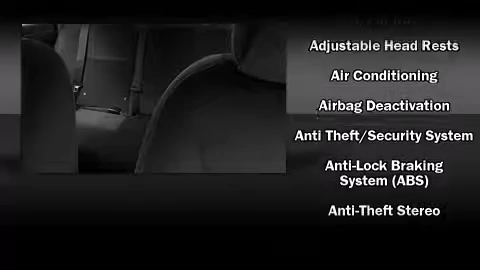 Adjustable Head Rests
Air Conditioning
Airbag Deactivation
Anti Theft/Security System
Anti-Lock Braking
System (ABS)
Anti-Theft Stereo